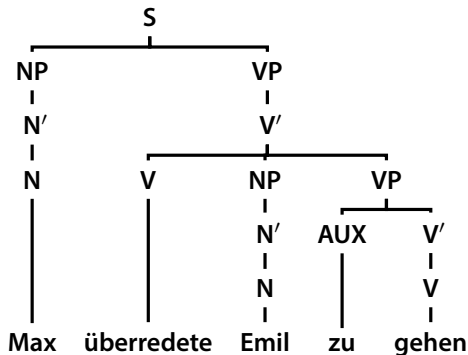 S
NP VP
N′ V′
N V NP VP
N′ AUX V′
N V
Max überredete Emil zu gehen